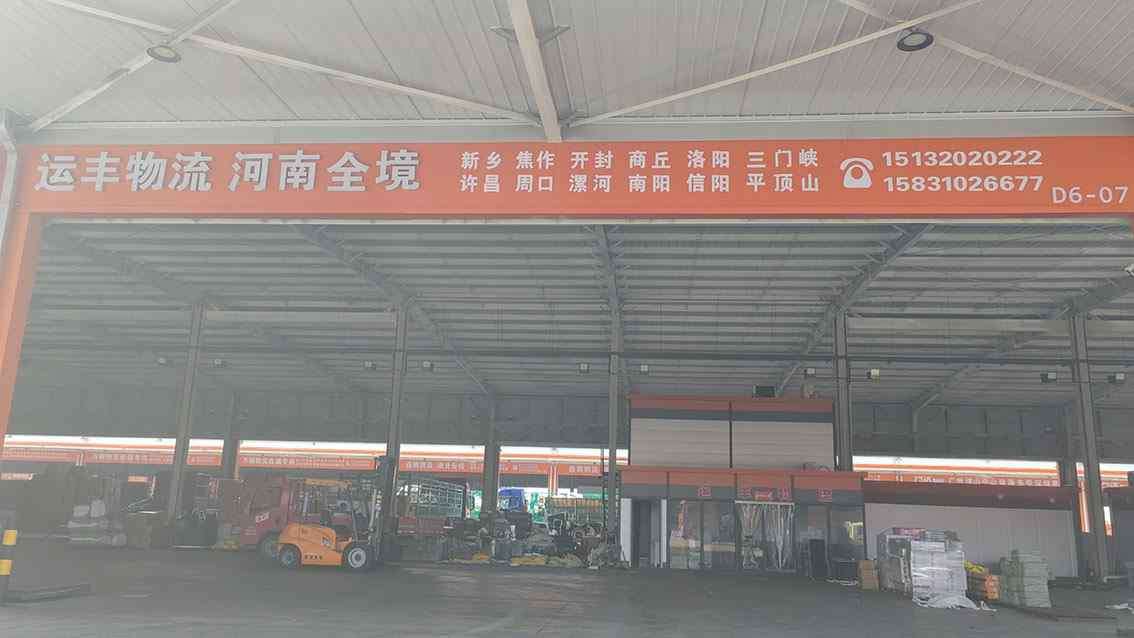 运丰物流 河南全境
新乡 焦作 开封 商丘 洛阳 三门峡
许昌 周口 漯河 南阳 信阳 平顶山
15132020222
15831026677
D6-07